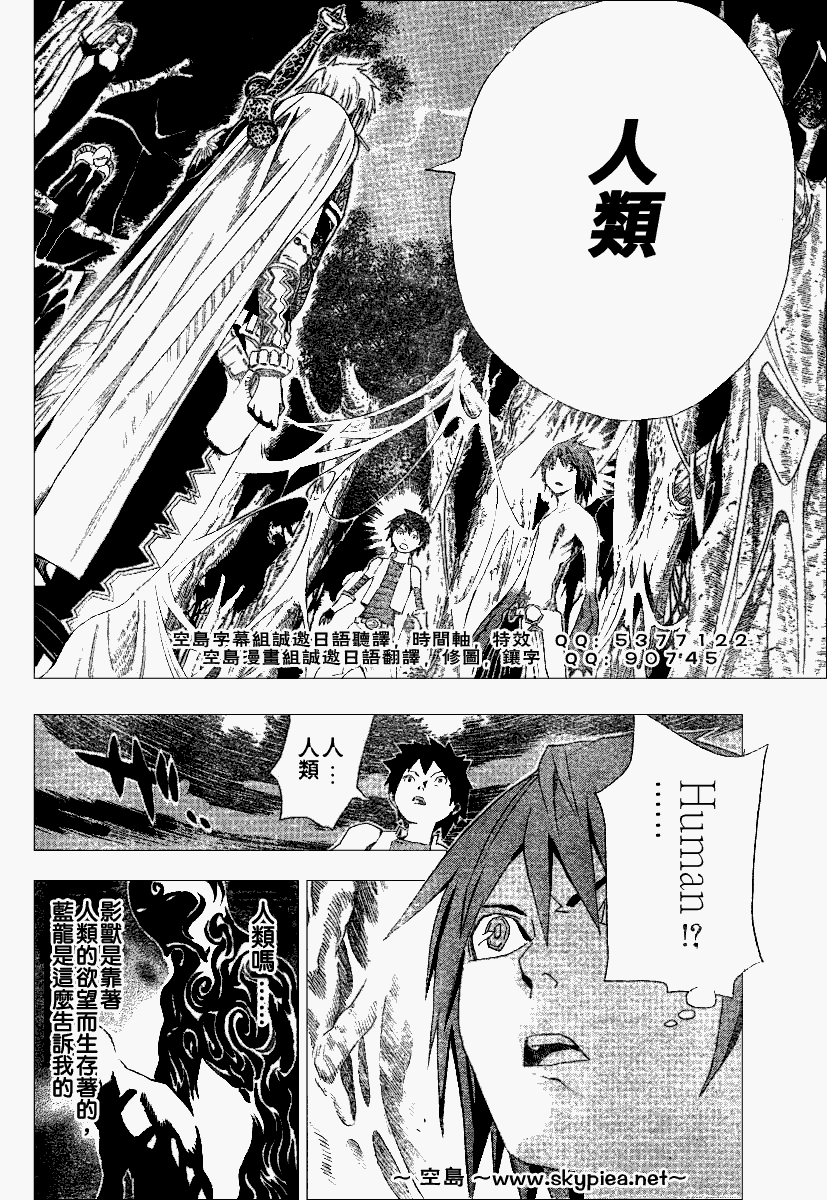 人類
空島字幕組誠邀日語聽譯，時間軸，特效 QQ：5377122
空島漫畫組誠邀日語翻譯，修圖，鑲字 QQ：90745
Human !?
……
人…
人類
人類嗎……
影獸是靠著
人類的欲望而生存著的，
藍龍是這麼告訴我的
～空島～www.skypiea.net～